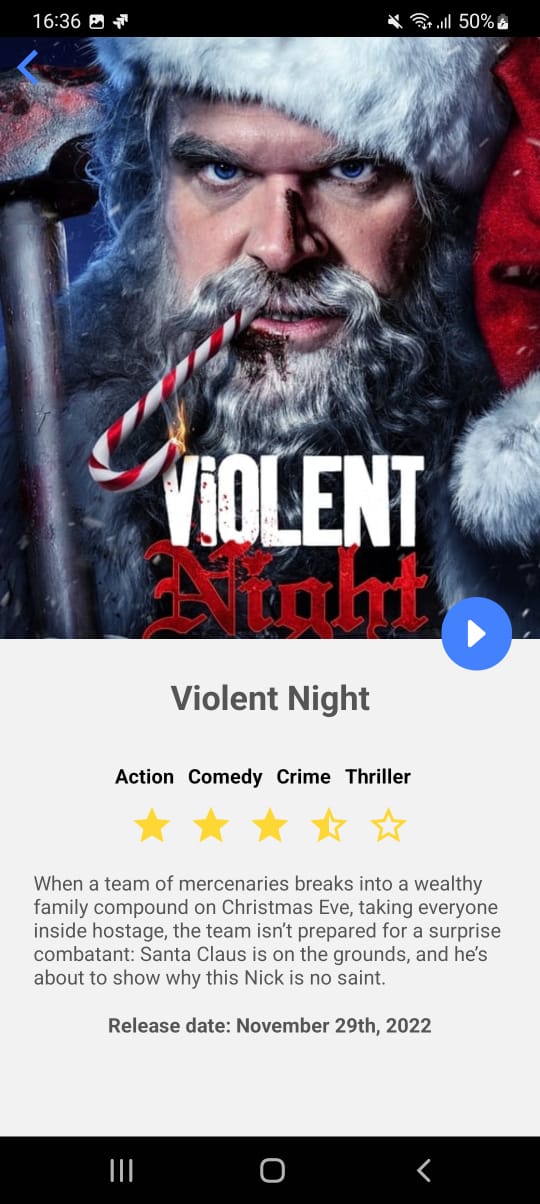 16:36 50%
ViOLENT
Night
Violent Night
Action Comedy Crime Thriller
When a team of mercenaries breaks into a wealthy
family compound on Christmas Eve, taking everyone
inside hostage, the team isn’t prepared for a surprise
combatant: Santa Claus is on the grounds, and he’s
about to show why this Nick is no saint.
Release date: November 29th, 2022